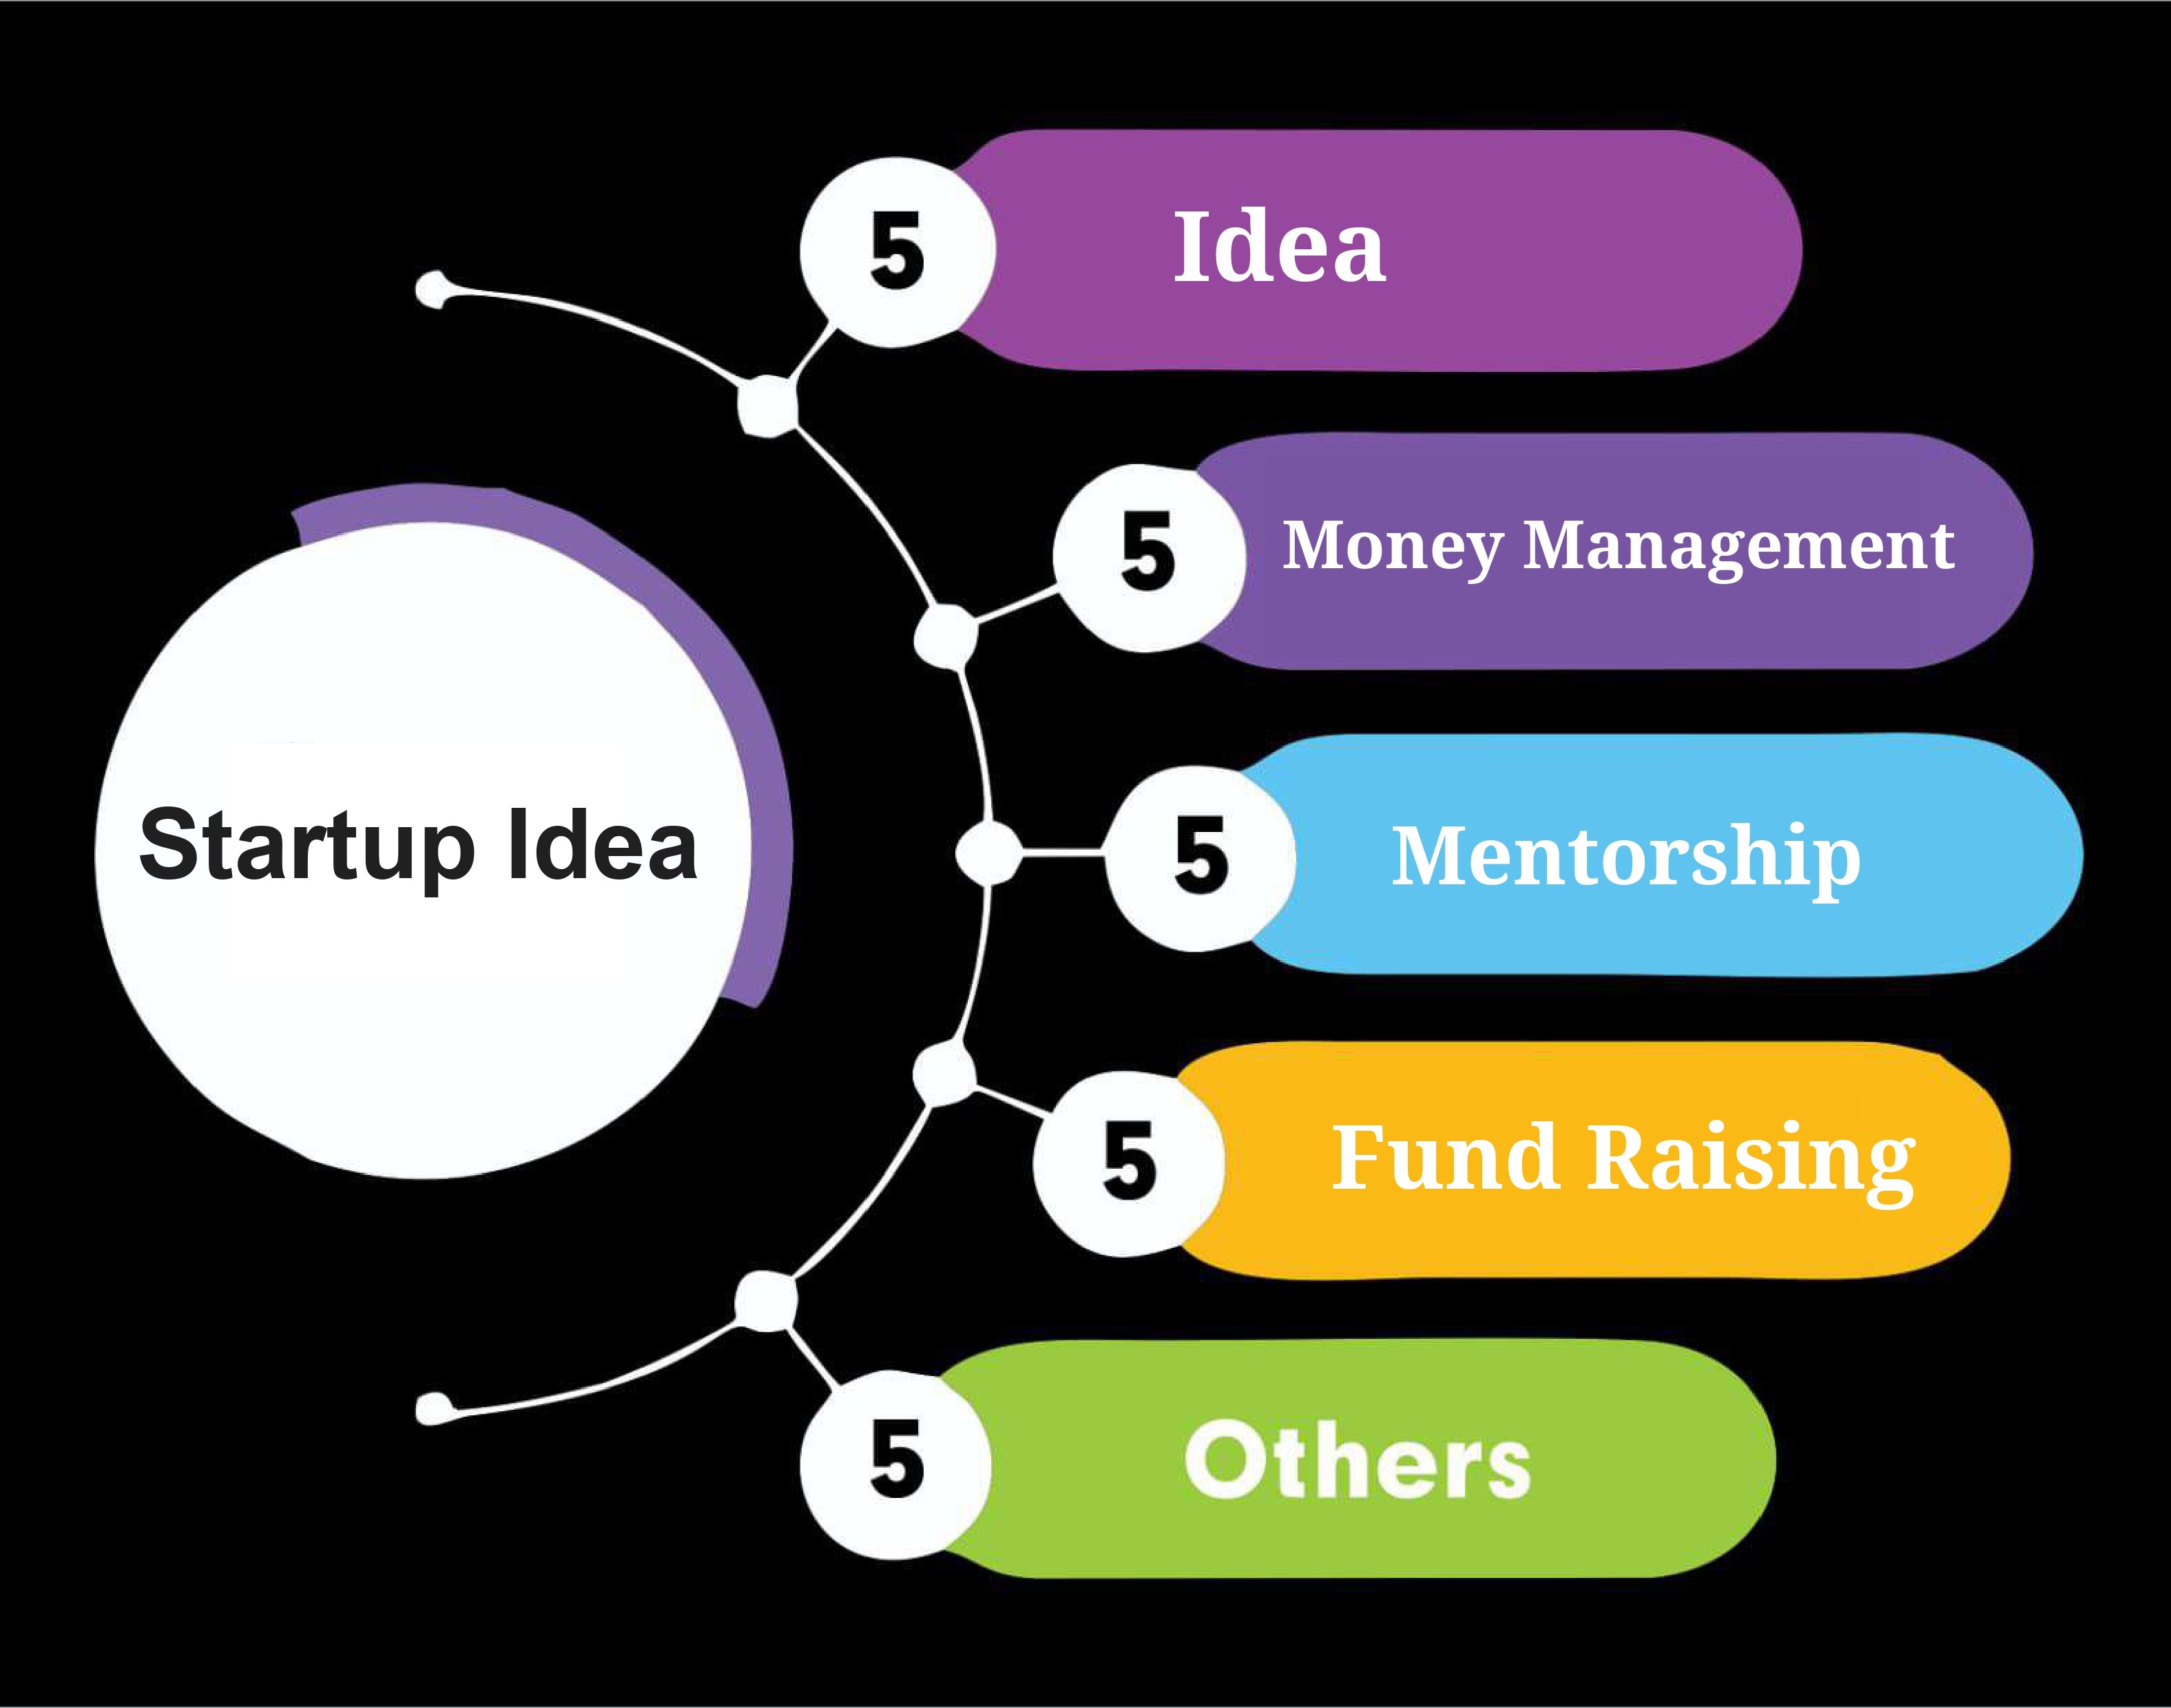 Startup Idea
5 Idea
5 Money Management
5 Mentorship
5 Fund Raising
5 Others